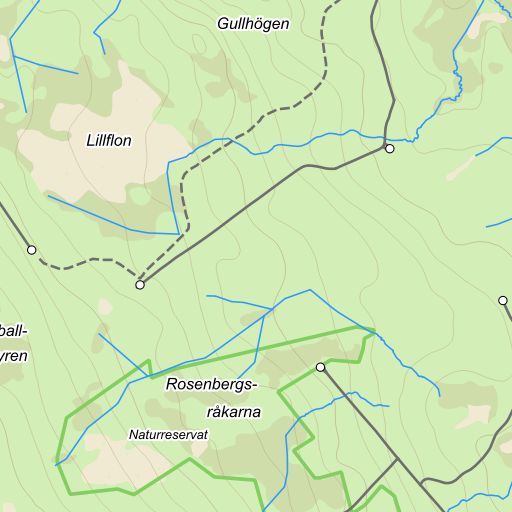 Gullhögen
Lillflon
ball-
yren
Rosenbergs-
råkarna
Naturreservat